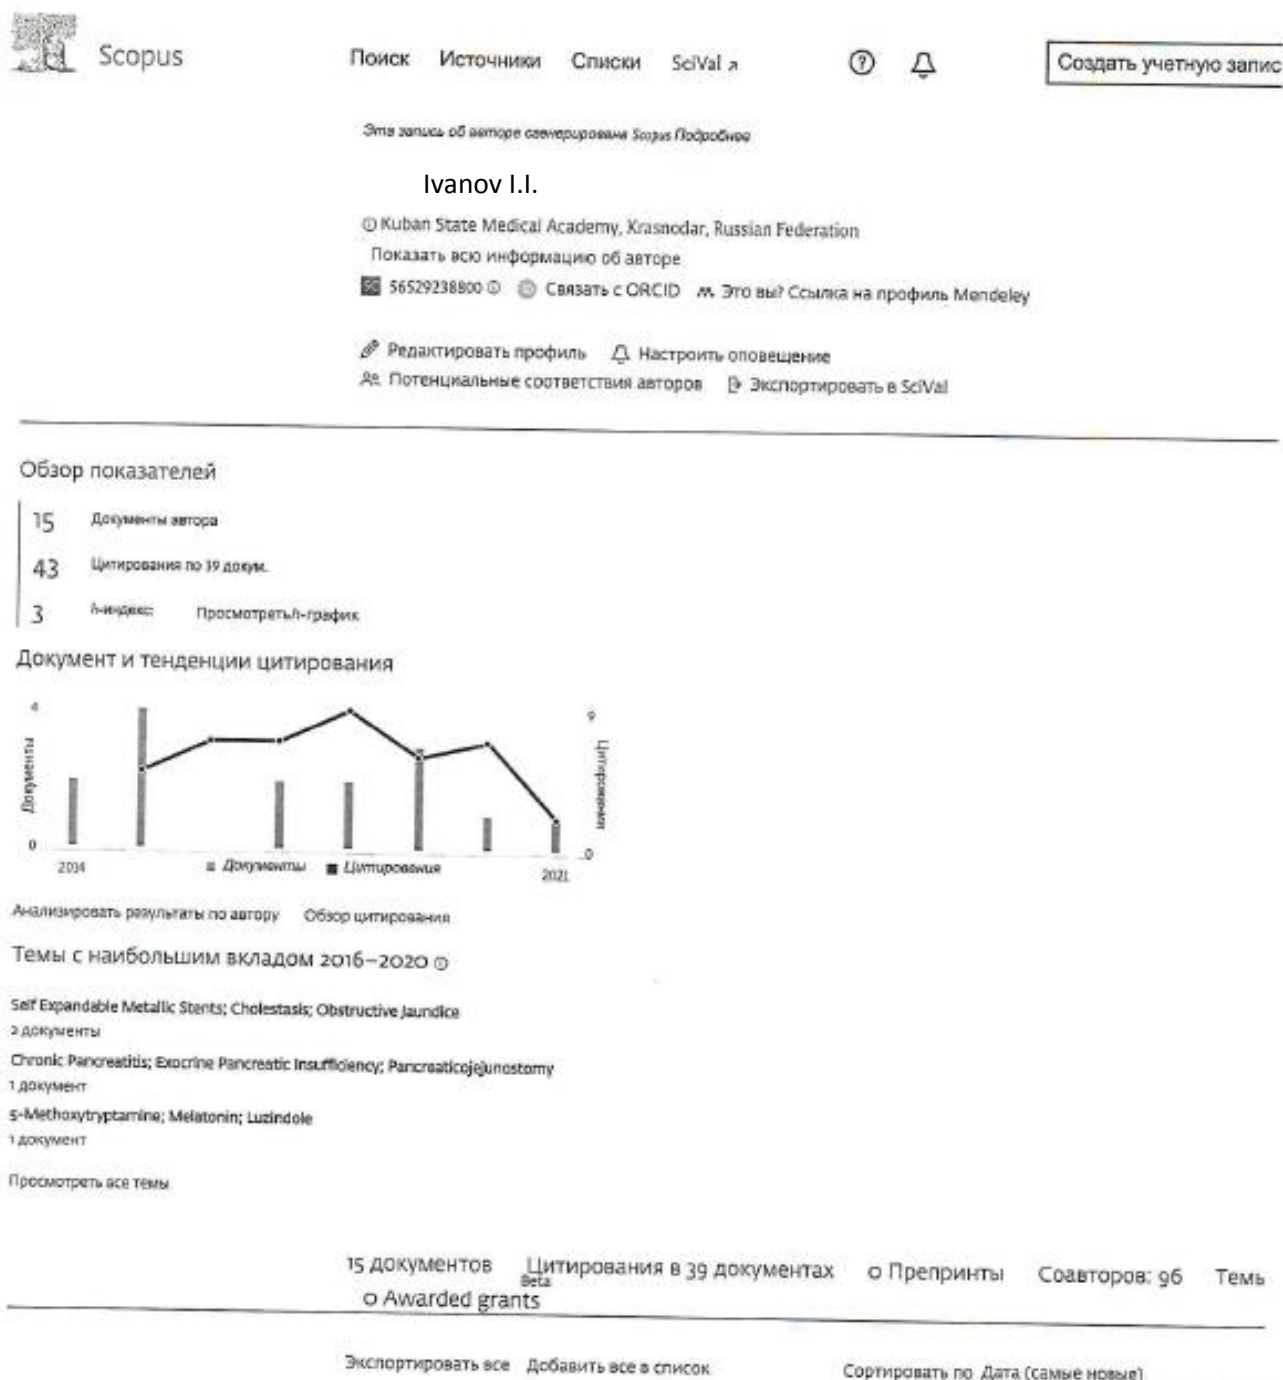 Scopus
Поиск Источники Списки SciVal ↗
Создать учетную запис
Эта запись об авторе сгенерирована Scopus Подробнее
Ivanov I.I.
Kuban State Medical Academy, Krasnodar, Russian Federation
Показать всю информацию об авторе
SC 56529238800 Связать с ORCID Это вы? Ссылка на профиль Mendeley
Редактировать профиль Настроить оповещение
Потенциальные соответствия авторов Экспортировать в SciVal
Обзор показателей
15 Документы автора
43 Цитирования по 39 докум.
3 h-индекс: Просмотреть h-график
Документ и тенденции цитирования
4 9
Документы Цитирования
0 0
2014 Документы Цитирования 2021
Анализировать результаты по автору Обзор цитирования
Темы с наибольшим вкладом 2016–2020
Self Expandable Metallic Stents; Cholestasis; Obstructive Jaundice
2 документы
Chronic Pancreatitis; Exocrine Pancreatic Insufficiency; Pancreaticojejunostomy
1 документ
5-Methoxytryptamine; Melatonin; Luzindole
1 документ
Просмотреть все темы
15 документов Цитирования в 39 документах 0 Препринты Соавторов: 96 Темы
Beta
0 Awarded grants
Экспортировать все Добавить все в список Сортировать по Дата (самые новые)